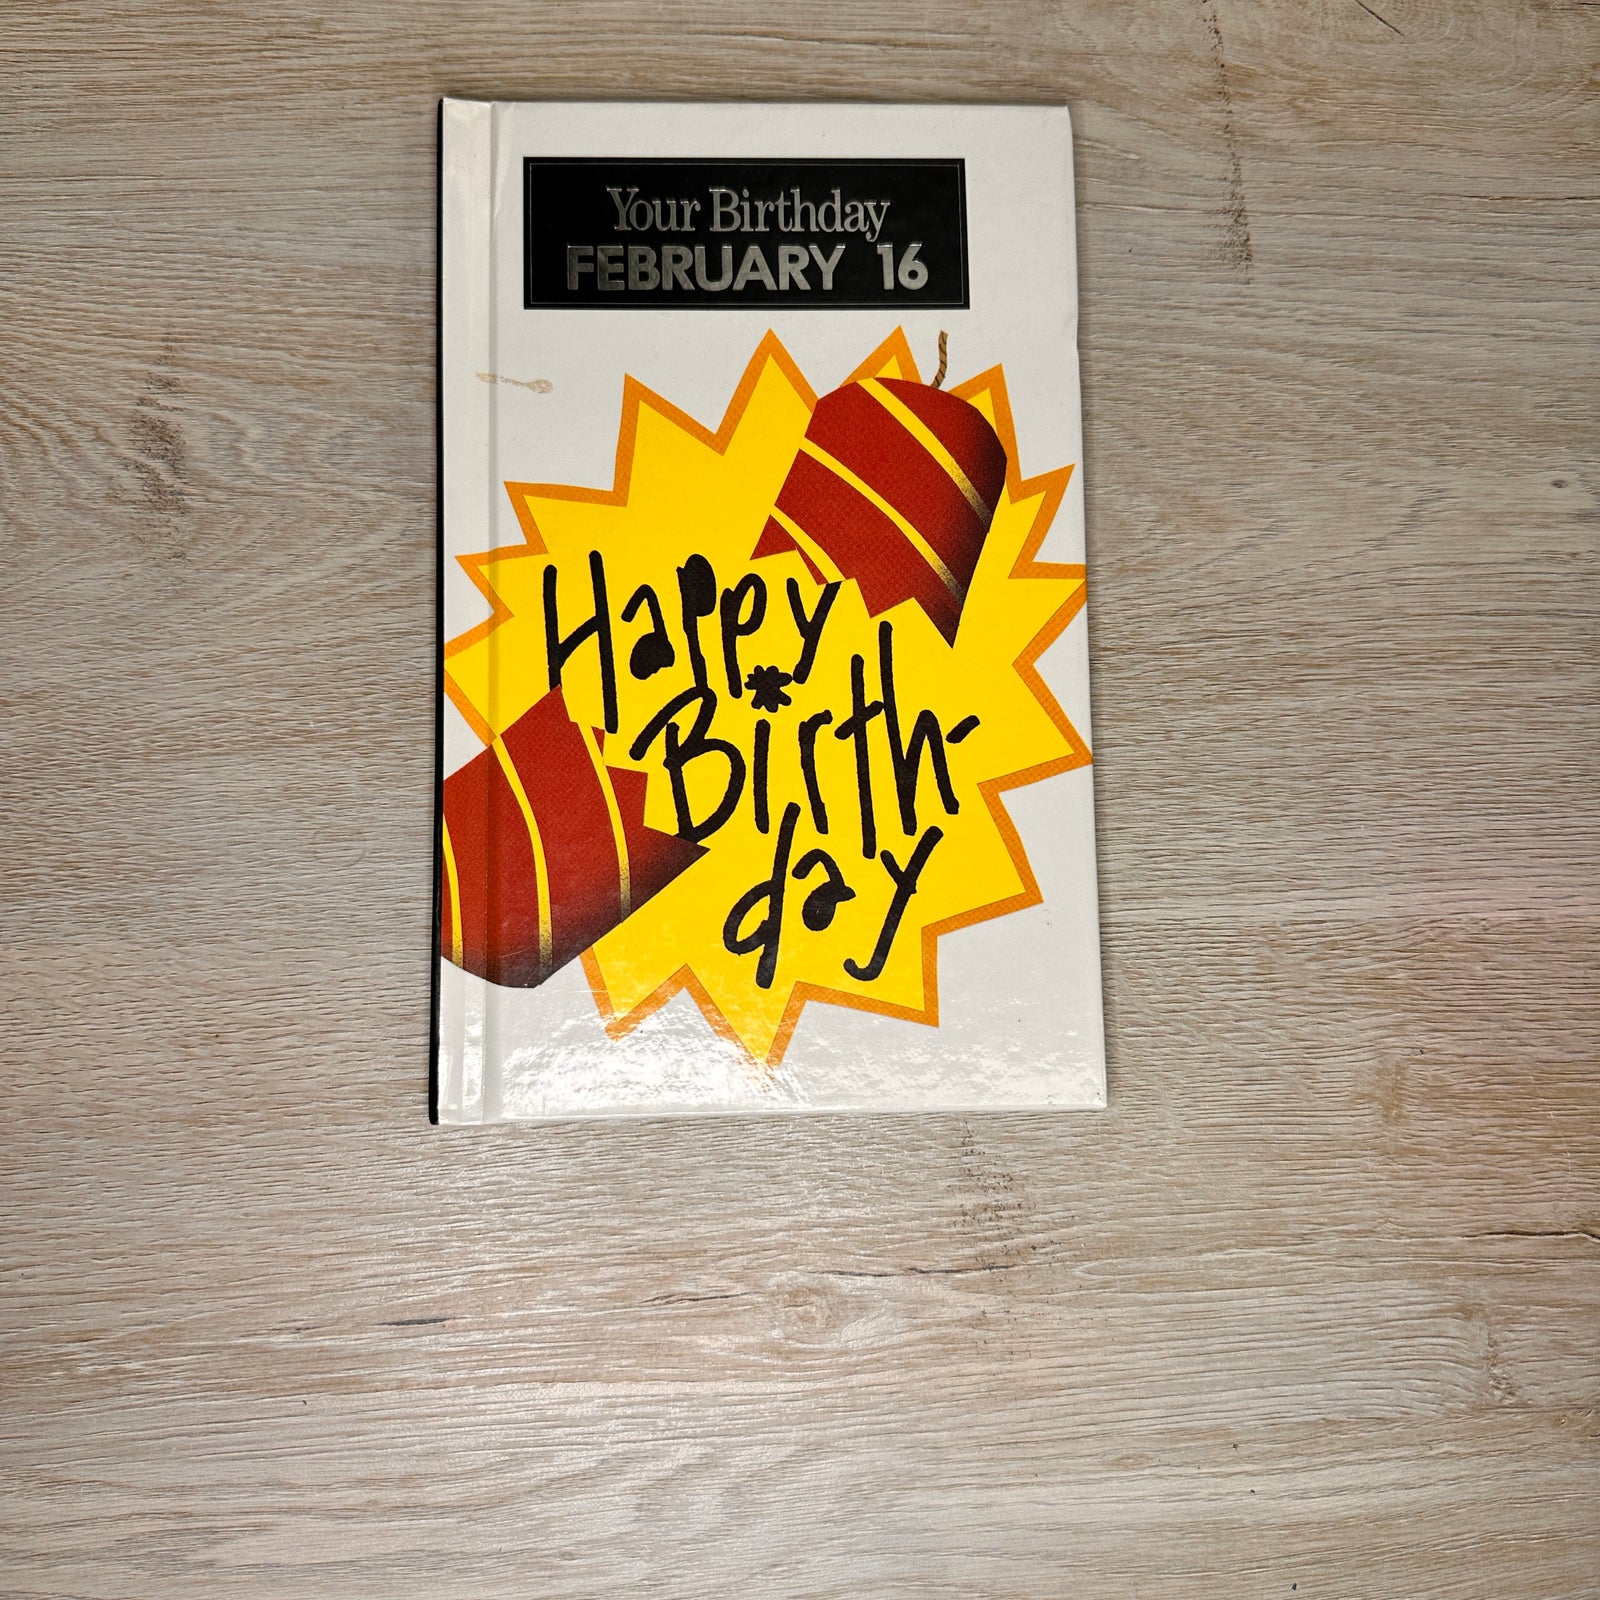 Your Birthday
FEBRUARY 16
Happy
Birth-
day